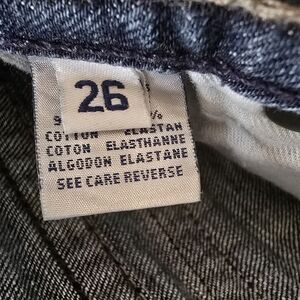 26
%
COTTON ELASTAN
COTON ELASTHANNE
ALGODON ELASTANE
SEE CARE REVERSE